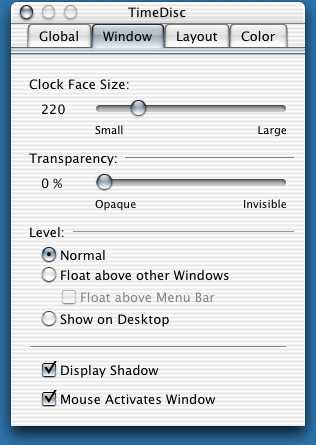 TimeDisc
Global Window Layout Color
Clock Face Size:
220
Small Large
Transparency:
0 %
Opaque Invisible
Level:
Normal
Float above other Windows
Float above Menu Bar
Show on Desktop
Display Shadow
Mouse Activates Window